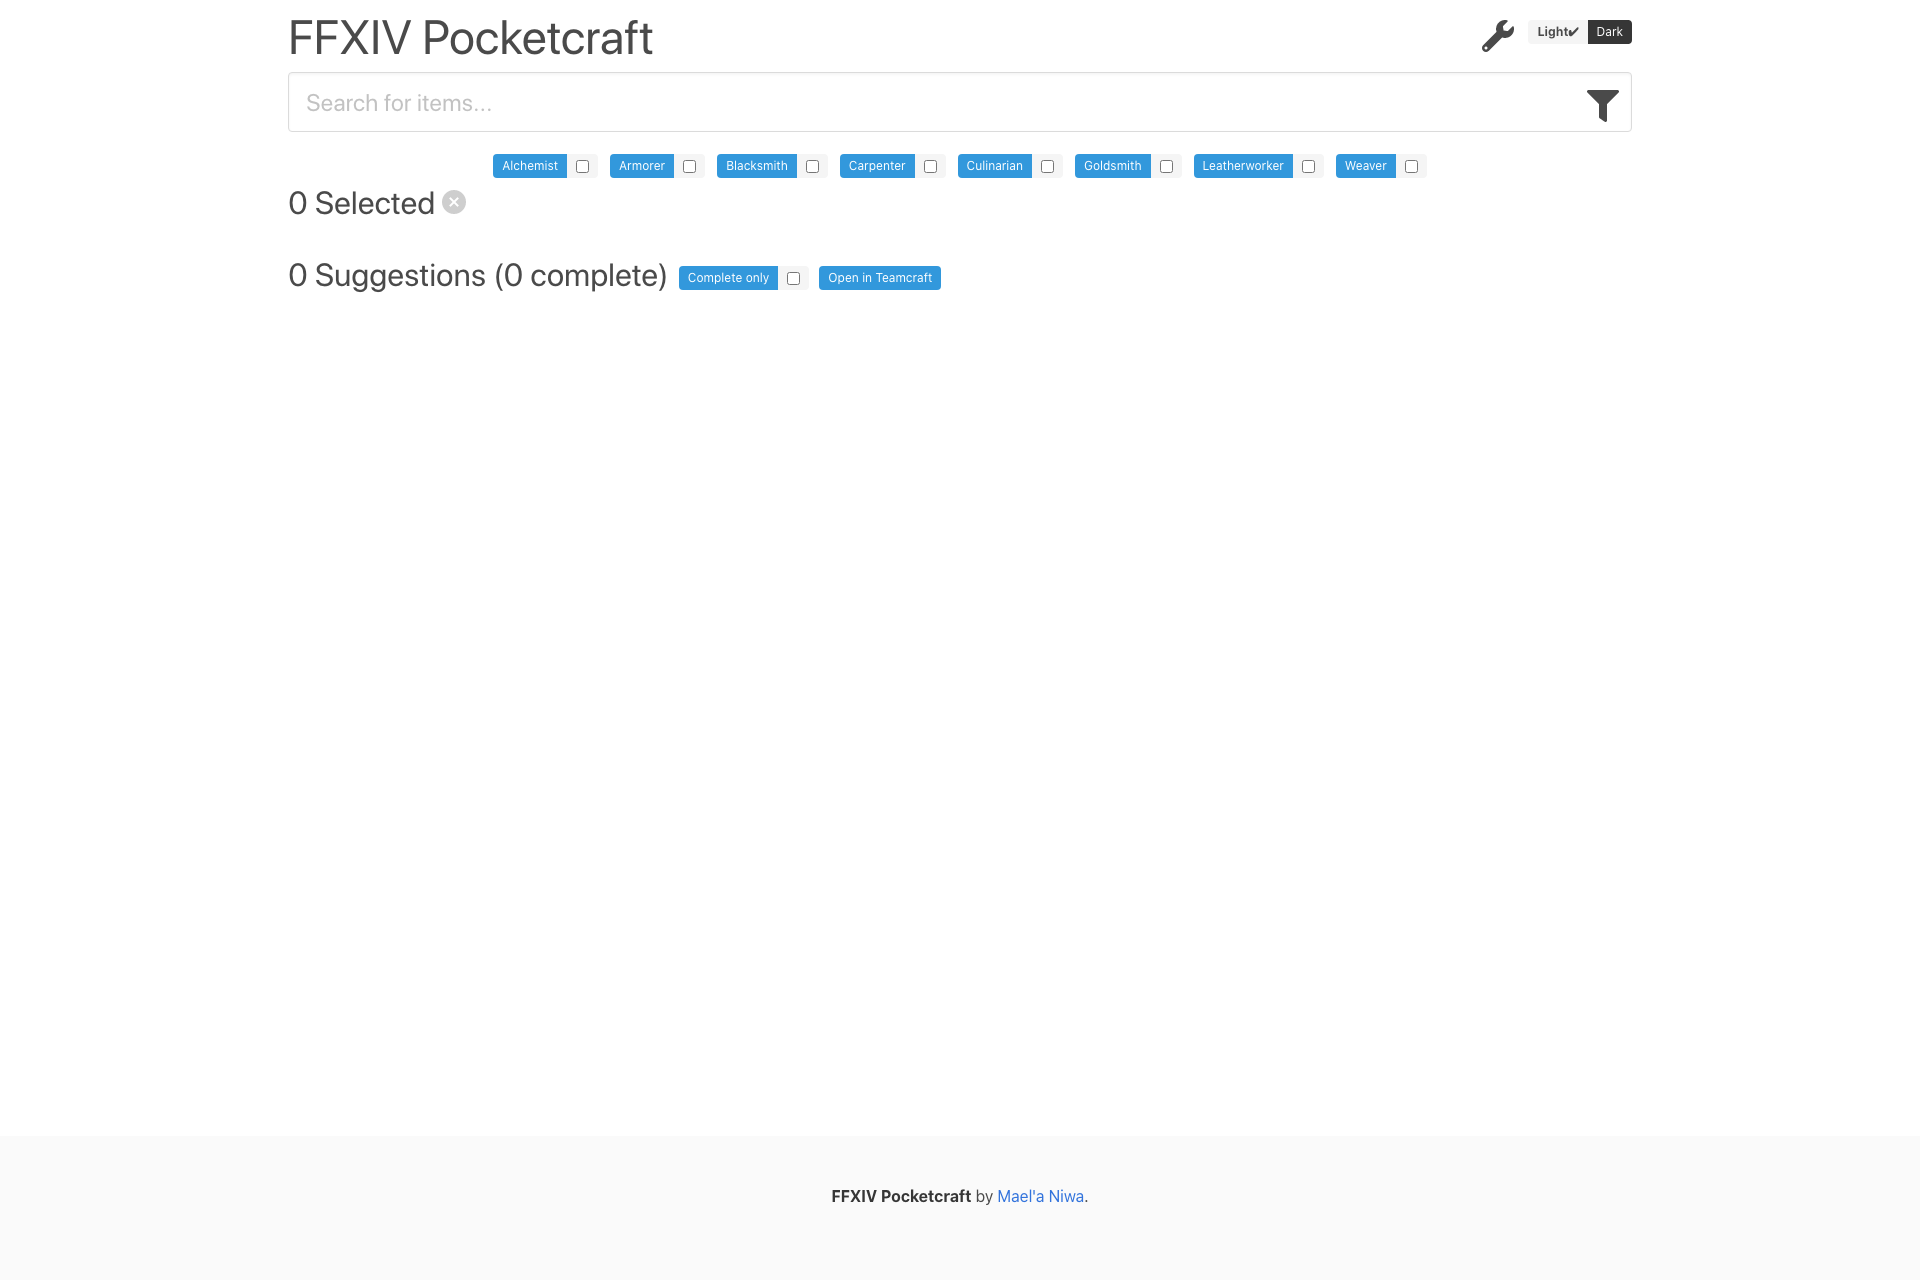 FFXIV Pocketcraft
Light✔ Dark
Search for items...
Alchemist Armorer Blacksmith Carpenter Culinarian Goldsmith Leatherworker Weaver
0 Selected
0 Suggestions (0 complete) Complete only Open in Teamcraft
FFXIV Pocketcraft by Mael'a Niwa.